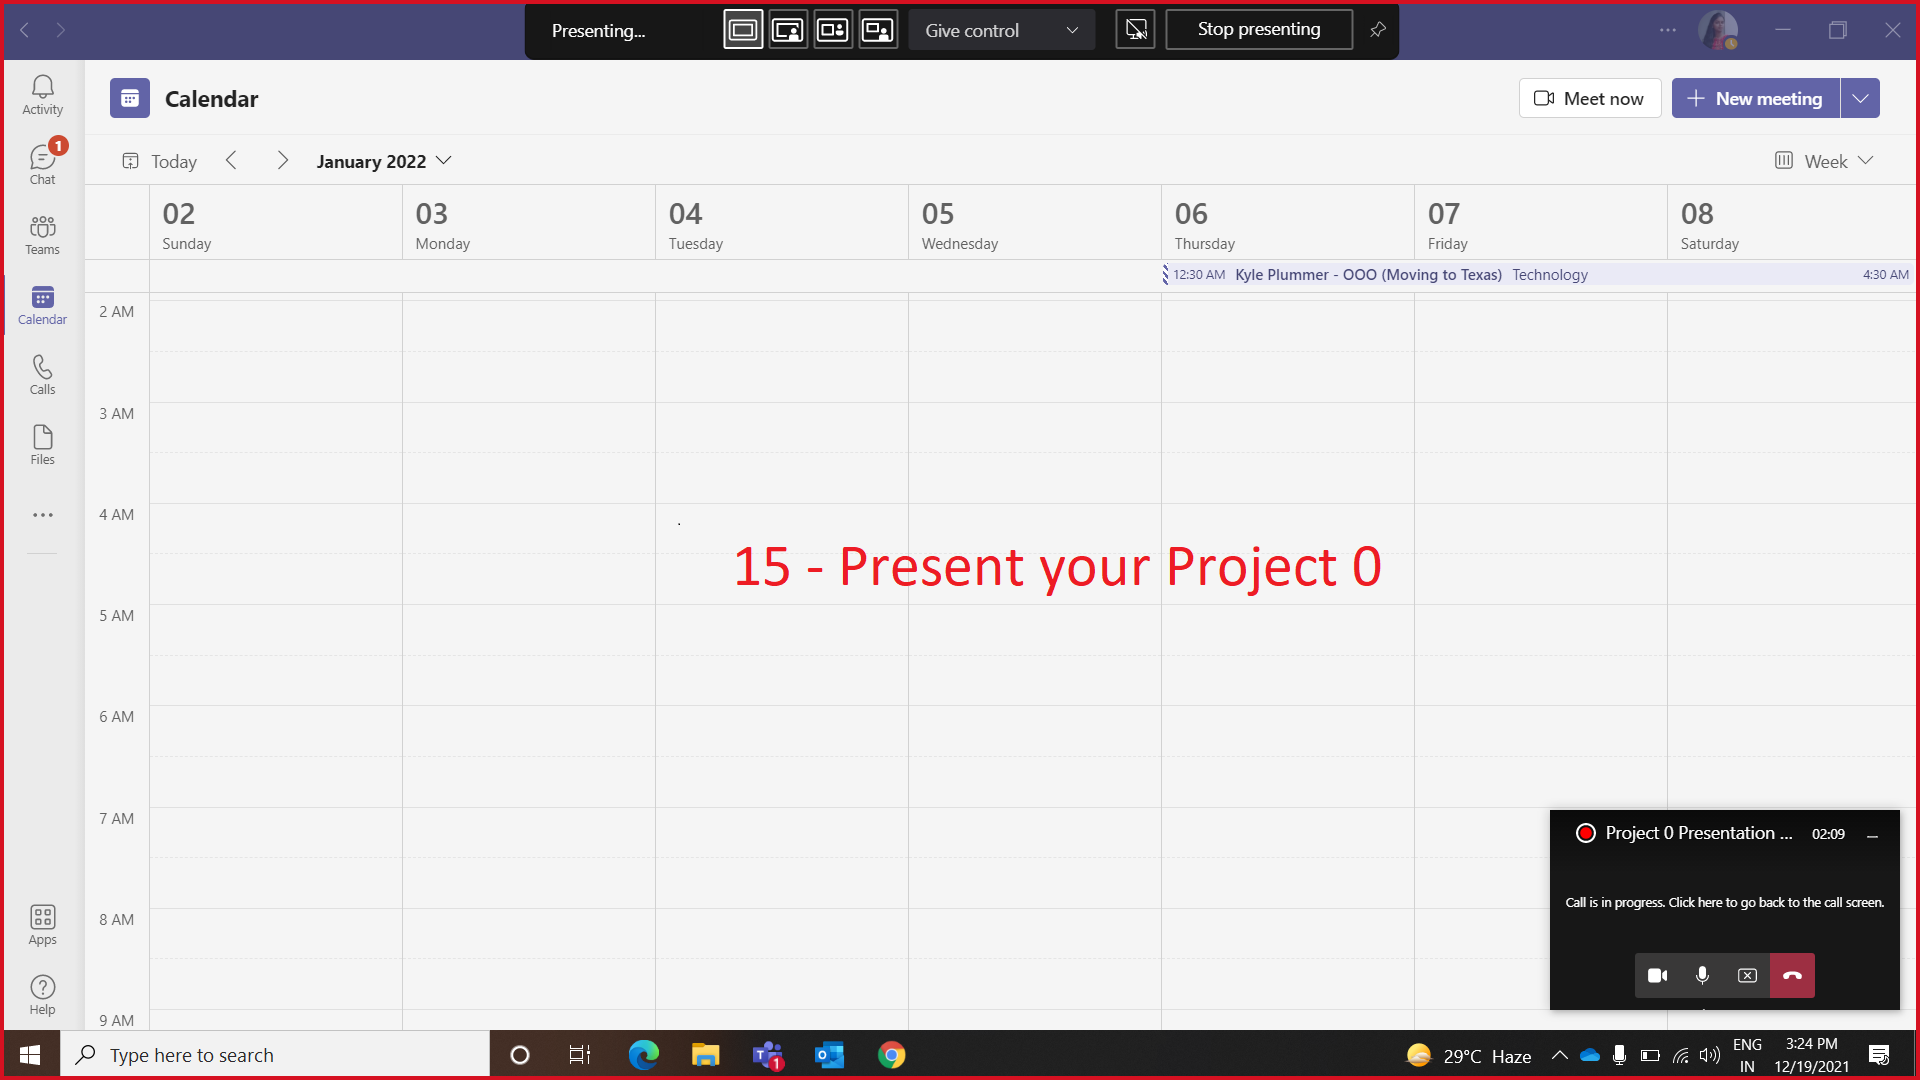 Presenting...
Give control
Stop presenting
Activity
1
Chat
Teams
Calendar
Calls
Files
Apps
Help
Calendar
Meet now
New meeting
Today
January 2022
Week
02
Sunday
03
Monday
04
Tuesday
05
Wednesday
06
Thursday
07
Friday
08
Saturday
12:30 AM Kyle Plummer - OOO (Moving to Texas) Technology 4:30 AM
2 AM
3 AM
4 AM
15 - Present your Project 0
5 AM
6 AM
7 AM
8 AM
9 AM
Project 0 Presentation ... 02:09
Call is in progress. Click here to go back to the call screen.
Type here to search
1
29°C Haze
ENG
IN
3:24 PM
12/19/2021